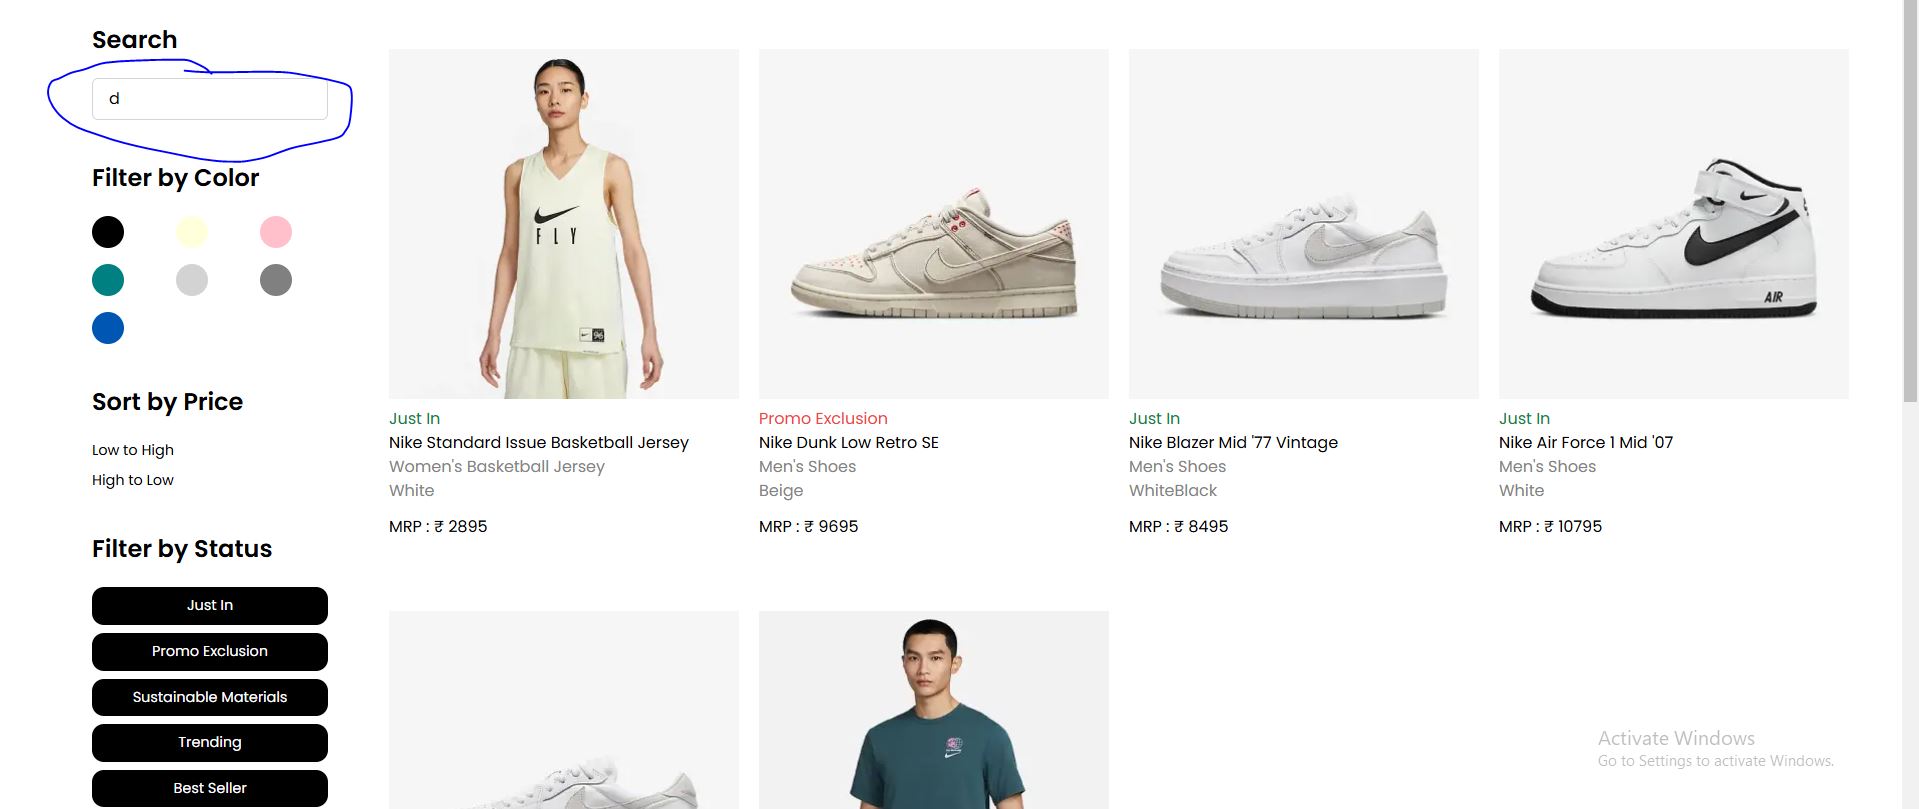 Search
d
Filter by Color
Sort by Price
Low to High
High to Low
Filter by Status
Just In
Promo Exclusion
Sustainable Materials
Trending
Best Seller
FLY
96
Just In
Nike Standard Issue Basketball Jersey
Women's Basketball Jersey
White
MRP : ₹ 2895
Promo Exclusion
Nike Dunk Low Retro SE
Men's Shoes
Beige
MRP : ₹ 9695
Just In
Nike Blazer Mid '77 Vintage
Men's Shoes
WhiteBlack
MRP : ₹ 8495
AIR
Just In
Nike Air Force 1 Mid '07
Men's Shoes
White
MRP : ₹ 10795
Activate Windows
Go to Settings to activate Windows.